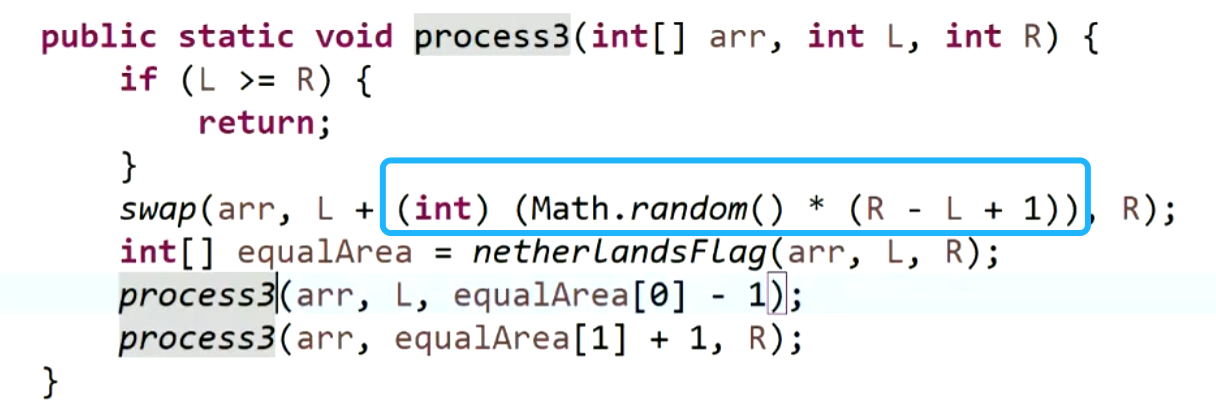 public static void process3(int[] arr, int L, int R) {
    if (L >= R) {
        return;
    }
    swap(arr, L + (int) (Math.random() * (R - L + 1)), R);
    int[] equalArea = netherlandsFlag(arr, L, R);
    process3(arr, L, equalArea[0] - 1);
    process3(arr, equalArea[1] + 1, R);
}